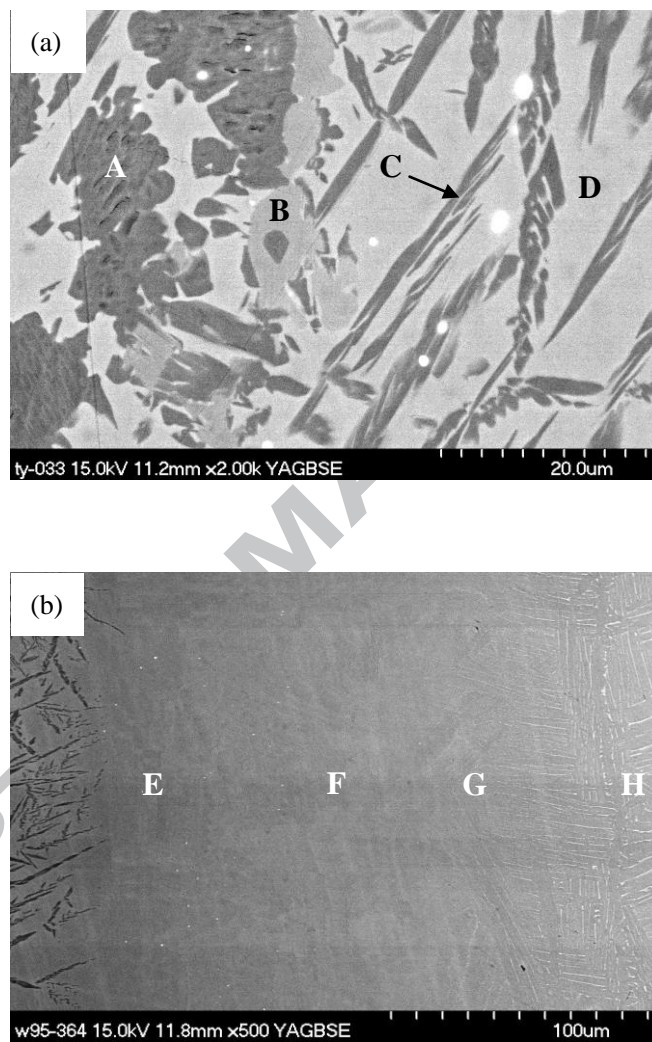 (a)
A
B
C
D
ty-033 15.0kV 11.2mm x2.00k YAGBSE 20.0um
MA
(b)
E F G H
w95-364 15.0kV 11.8mm x500 YAGBSE 100um